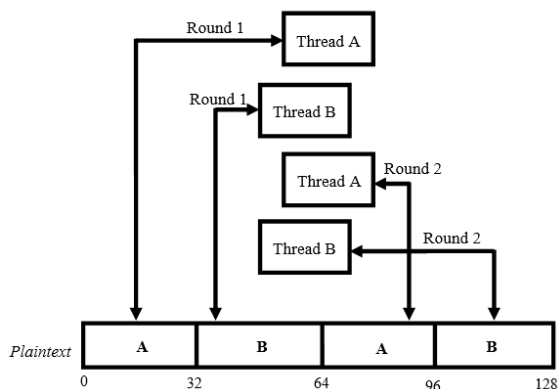 Round 1
Thread A
Round 1
Thread B
Thread A
Round 2
Thread B
Round 2
Plaintext
A
B
A
B
0
32
64
96
128